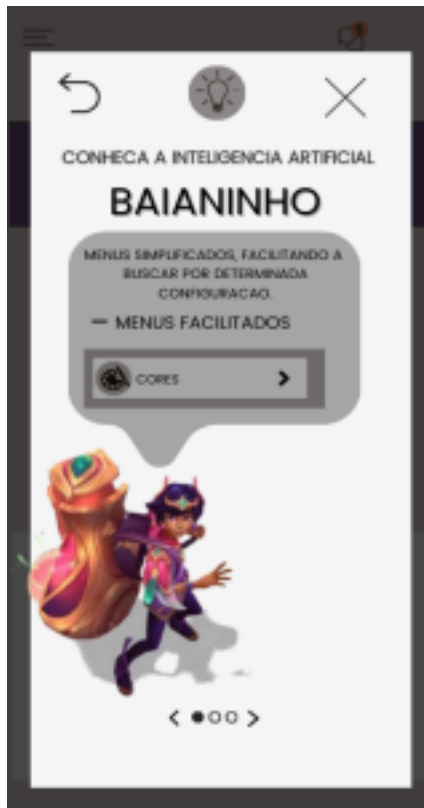 CONHECA A INTELIGENCIA ARTIFICIAL
BAIANINHO
MENUS SIMPLIFICADOS, FACILITANDO A
BUSCAR POR DETERMINADA
CONFIGURACAO.
— MENUS FACILITADOS
CORES